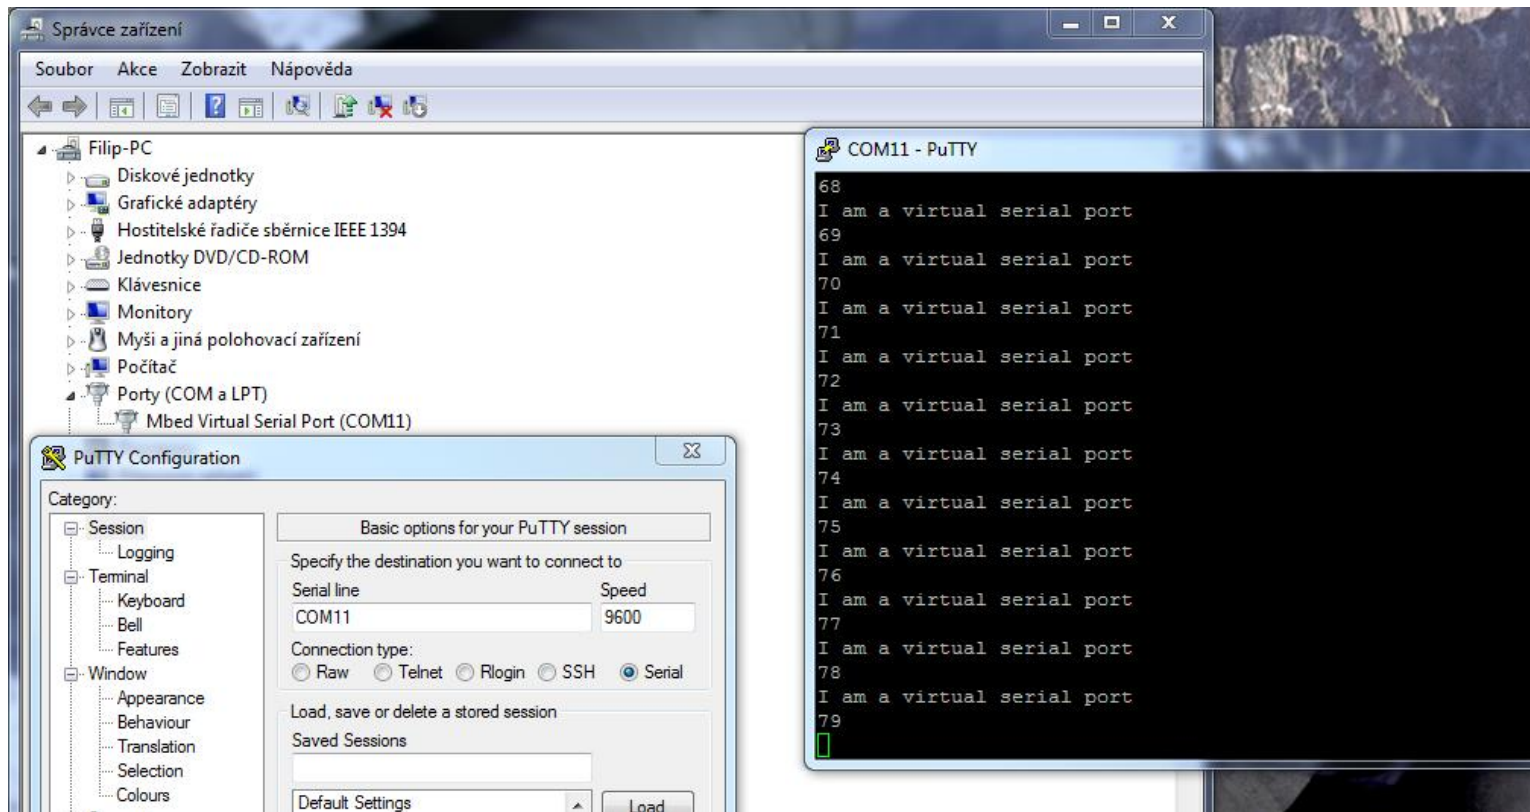 Správce zařízení
Soubor Akce Zobrazit Nápověda
Filip-PC
Diskové jednotky
Grafické adaptéry
Hostitelské řadiče sběrnice IEEE 1394
Jednotky DVD/CD-ROM
Klávesnice
Monitory
Myši a jiná polohovací zařízení
Počítač
Porty (COM a LPT)
Mbed Virtual Serial Port (COM11)
PuTTY Configuration
Category:
Session
Logging
Terminal
Keyboard
Bell
Features
Window
Appearance
Behaviour
Translation
Selection
Colours
Basic options for your PuTTY session
Specify the destination you want to connect to
Serial line Speed
COM11 9600
Connection type:
Raw Telnet Rlogin SSH Serial
Load, save or delete a stored session
Saved Sessions
Default Settings
Load
COM11 - PuTTY
68
I am a virtual serial port
69
I am a virtual serial port
70
I am a virtual serial port
71
I am a virtual serial port
72
I am a virtual serial port
73
I am a virtual serial port
74
I am a virtual serial port
75
I am a virtual serial port
76
I am a virtual serial port
77
I am a virtual serial port
78
I am a virtual serial port
79